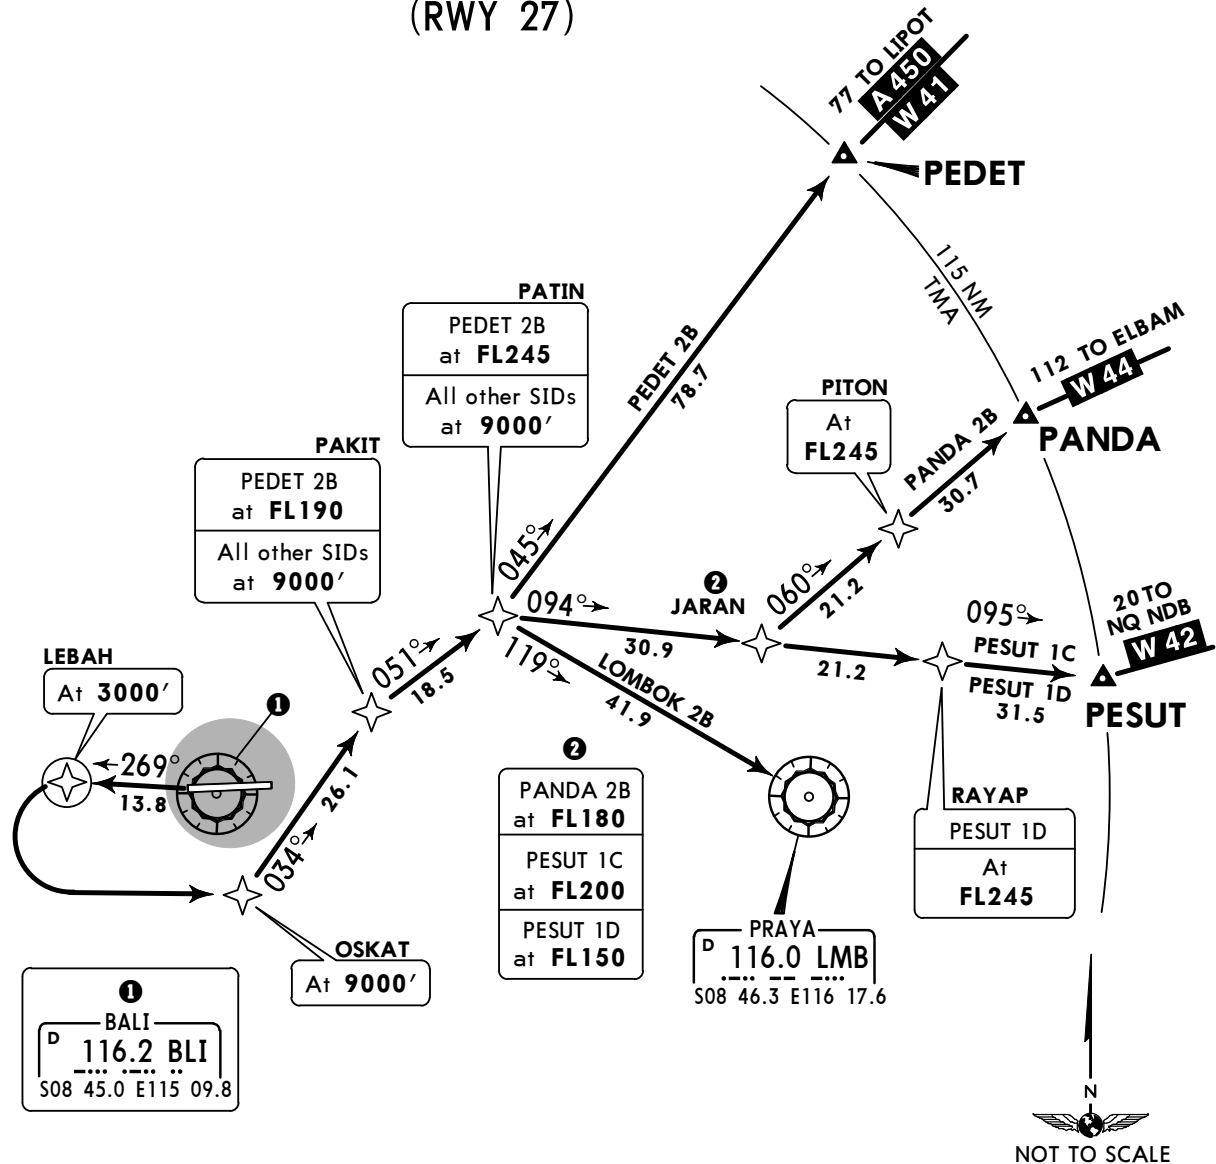 (RWY 27)
77 TO LIPOT
A 450
W 41
PEDET
115 NM
TMA
PATIN
PEDET 2B
at FL245
All other SIDs
at 9000'
PEDET 2B
78.7
112 TO ELBAM
W 44
PITON
At
FL245
PANDA 2B
30.7
PANDA
PAKIT
PEDET 2B
at FL190
All other SIDs
at 9000'
045°
094°
30.9
119°
LOMBOK 2B
41.9
2
JARAN
060°
21.2
21.2
095°
PESUT 1C
PESUT 1D
31.5
20 TO
NQ NDB
W 42
PESUT
051°
18.5
LEBAH
At 3000'
1
269°
13.8
034°
26.1
OSKAT
At 9000'
2
PANDA 2B
at FL180
PESUT 1C
at FL200
PESUT 1D
at FL150
RAYAP
PESUT 1D
At
FL245
PRAYA
D 116.0 LMB
S08 46.3 E116 17.6
1
BALI
D 116.2 BLI
S08 45.0 E115 09.8
N
NOT TO SCALE